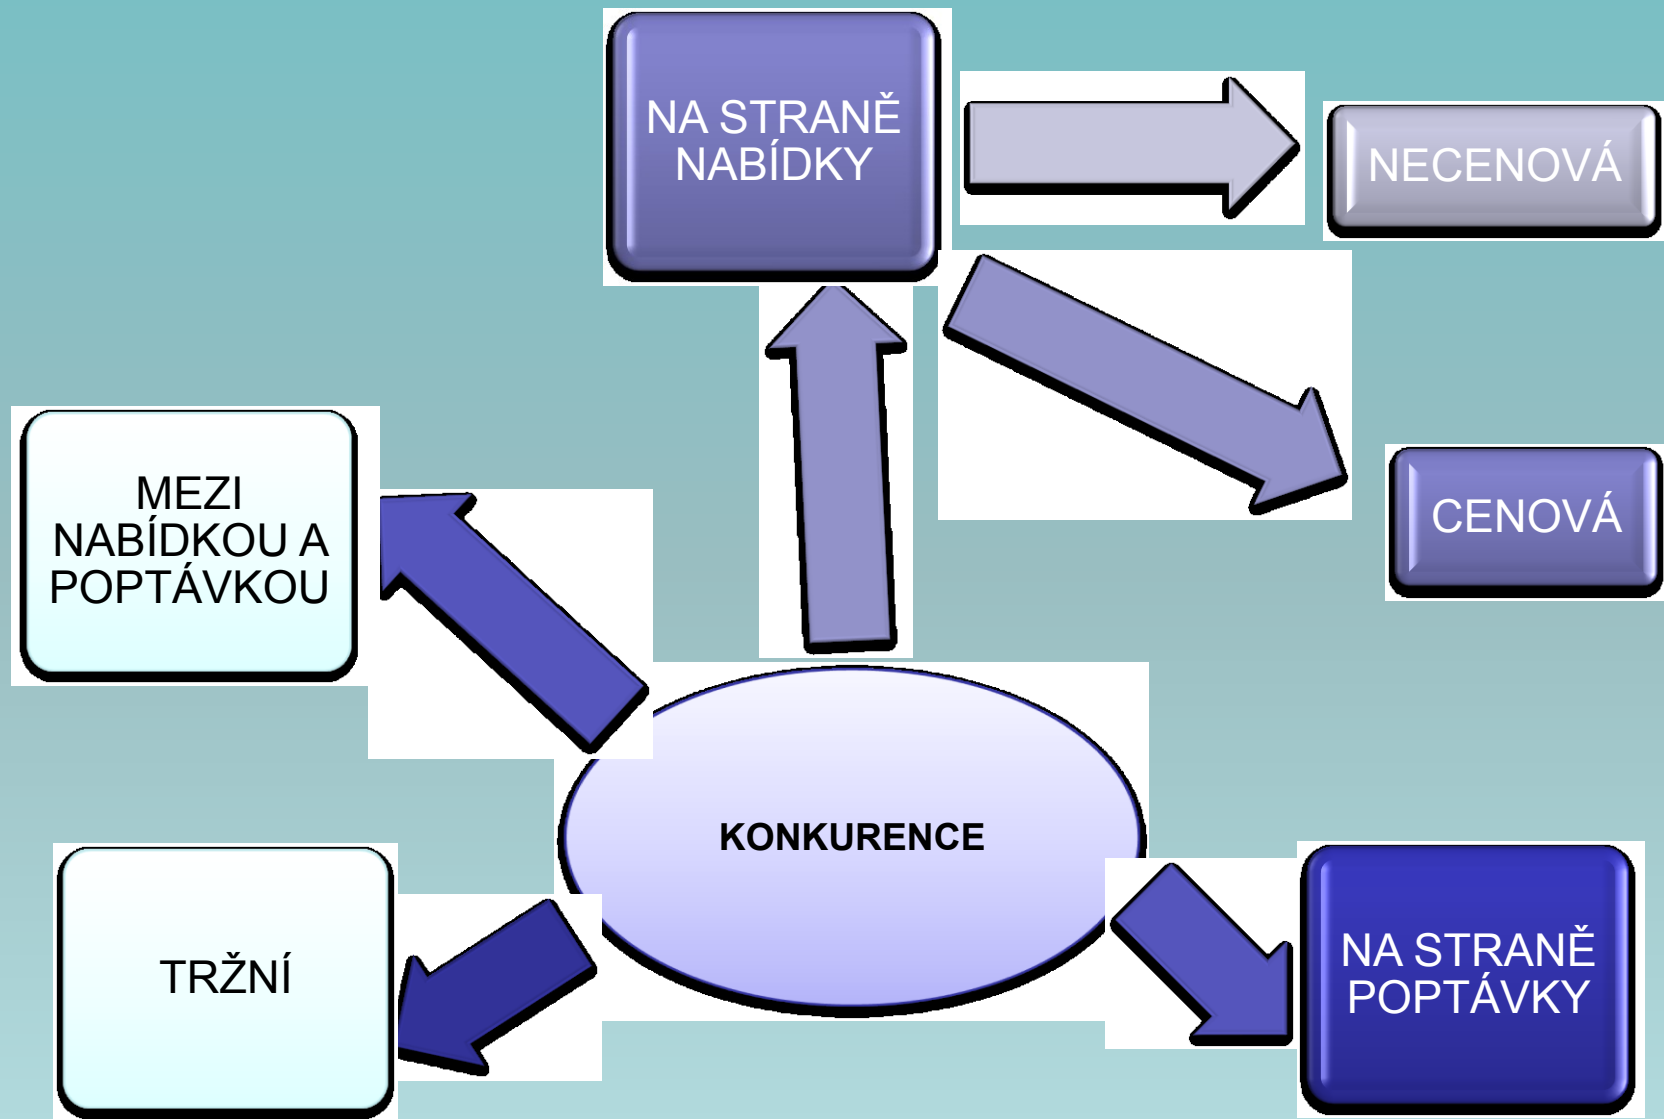 NA STRANĚ
NABÍDKY
NECENOVÁ
CENOVÁ
MEZI
NABÍDKOU A
POPTÁVKOU
KONKURENCE
TRŽNÍ
NA STRANĚ
POPTÁVKY